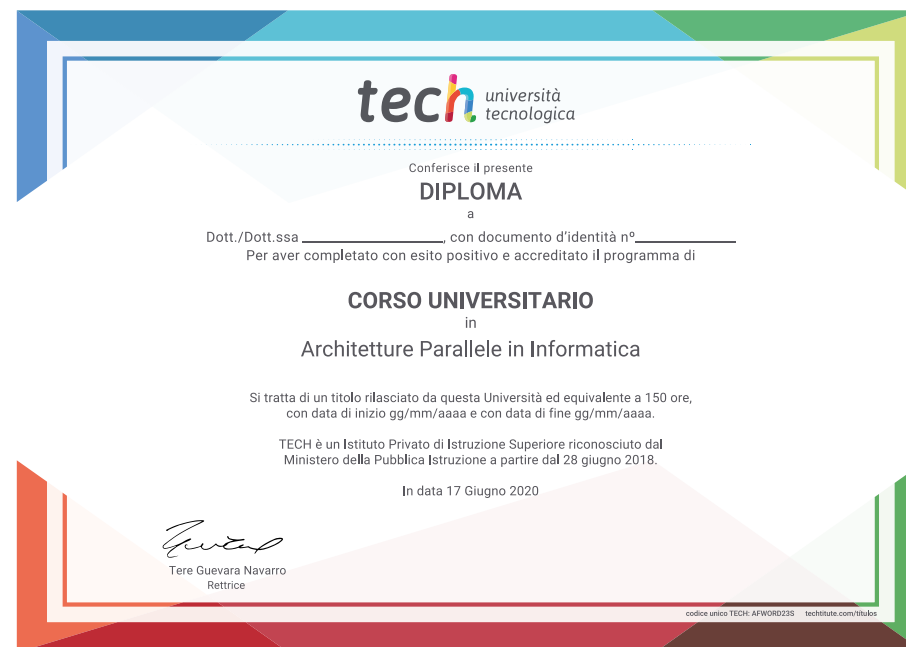 tech università
tecnologica
Conferisce il presente
DIPLOMA
a
Dott./Dott.ssa ____________________, con documento d'identità nº______________
Per aver completato con esito positivo e accreditato il programma di
CORSO UNIVERSITARIO
in
Architetture Parallele in Informatica
Si tratta di un titolo rilasciato da questa Università ed equivalente a 150 ore,
con data di inizio gg/mm/aaaa e con data di fine gg/mm/aaaa.
TECH è un Istituto Privato di Istruzione Superiore riconosciuto dal
Ministero della Pubblica Istruzione a partire dal 28 giugno 2018.
In data 17 Giugno 2020
Tere Guevara Navarro
Rettrice
codice unico TECH: AFWORD23S techtitute.com/titulos